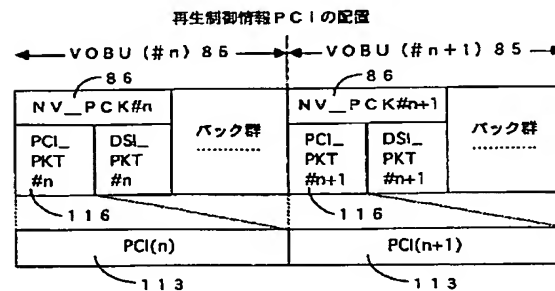 再生制御情報PCIの配置
VOBU (#n) 86
VOBU (#n+1) 85
86
86
NV_PCK#n
NV_PCK#n+1
パック群
………
パック群
………
PCI_
PKT
#n
DSI_
PKT
#n
PCI_
PKT
#n+1
DSI_
PKT
#n+1
116
116
PCI(n)
PCI(n+1)
113
113